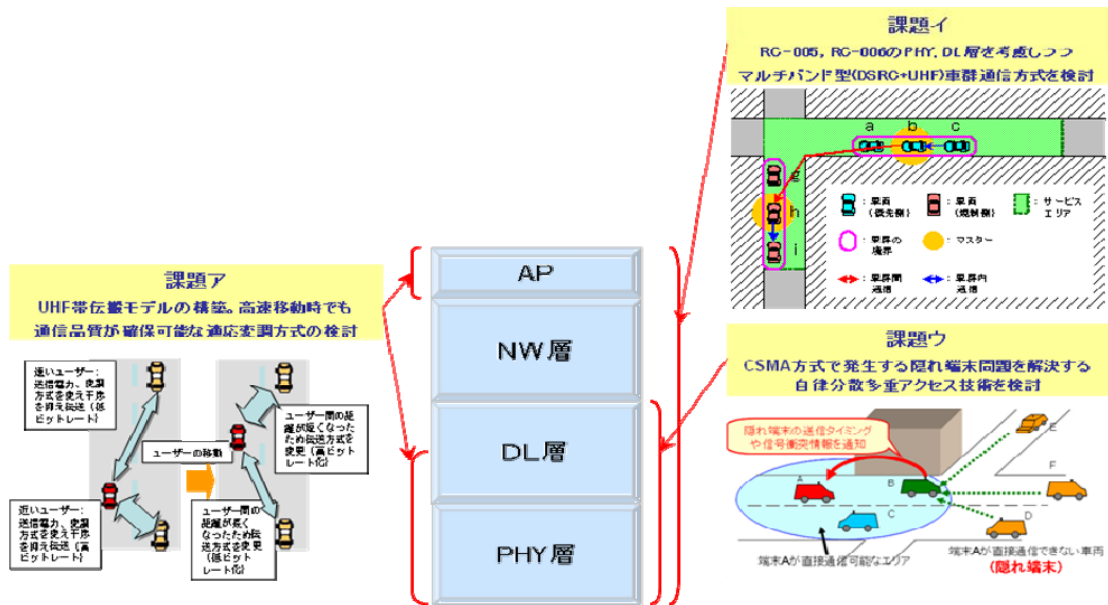 課題ア
UHF帯伝搬モデルの構築。高速移動時でも
通信品質が確保可能な適応変調方式の検討
遠いユーザー:
送信電力、変調
方式を変え干渉
を抑え伝送(低
ビットレート)
ユーザーの移動
ユーザー間の距
離が短くなった
ため伝送方式を
変更(高ビット
レート化)
近いユーザー:
送信電力、変調
方式を変え干渉
を抑え伝送(高
ビットレート)
ユーザー間の
距離が長く
なったため伝
送方式を変更
(低ビット
レート化)
AP
NW層
DL層
PHY層
課題イ
RC-005, RC-006のPHY, DL層を考慮しつつ
マルチバンド型(DSRC+UHF)車群通信方式を検討
a b c
g
h
i
:車両
(優先側)
:車両
(規制側)
:サービス
エリア
:車群の
境界
:マスター
:車群間
通信
:車群内
通信
課題ウ
CSMA方式で発生する隠れ端末問題を解決する
自律分散多重アクセス技術を検討
隠れ端末の送信タイミング
や信号衝突情報を通知
A
B
C
D
E
F
端末Aが直接通信可能なエリア
端末Aが直接通信できない車両
(隠れ端末)